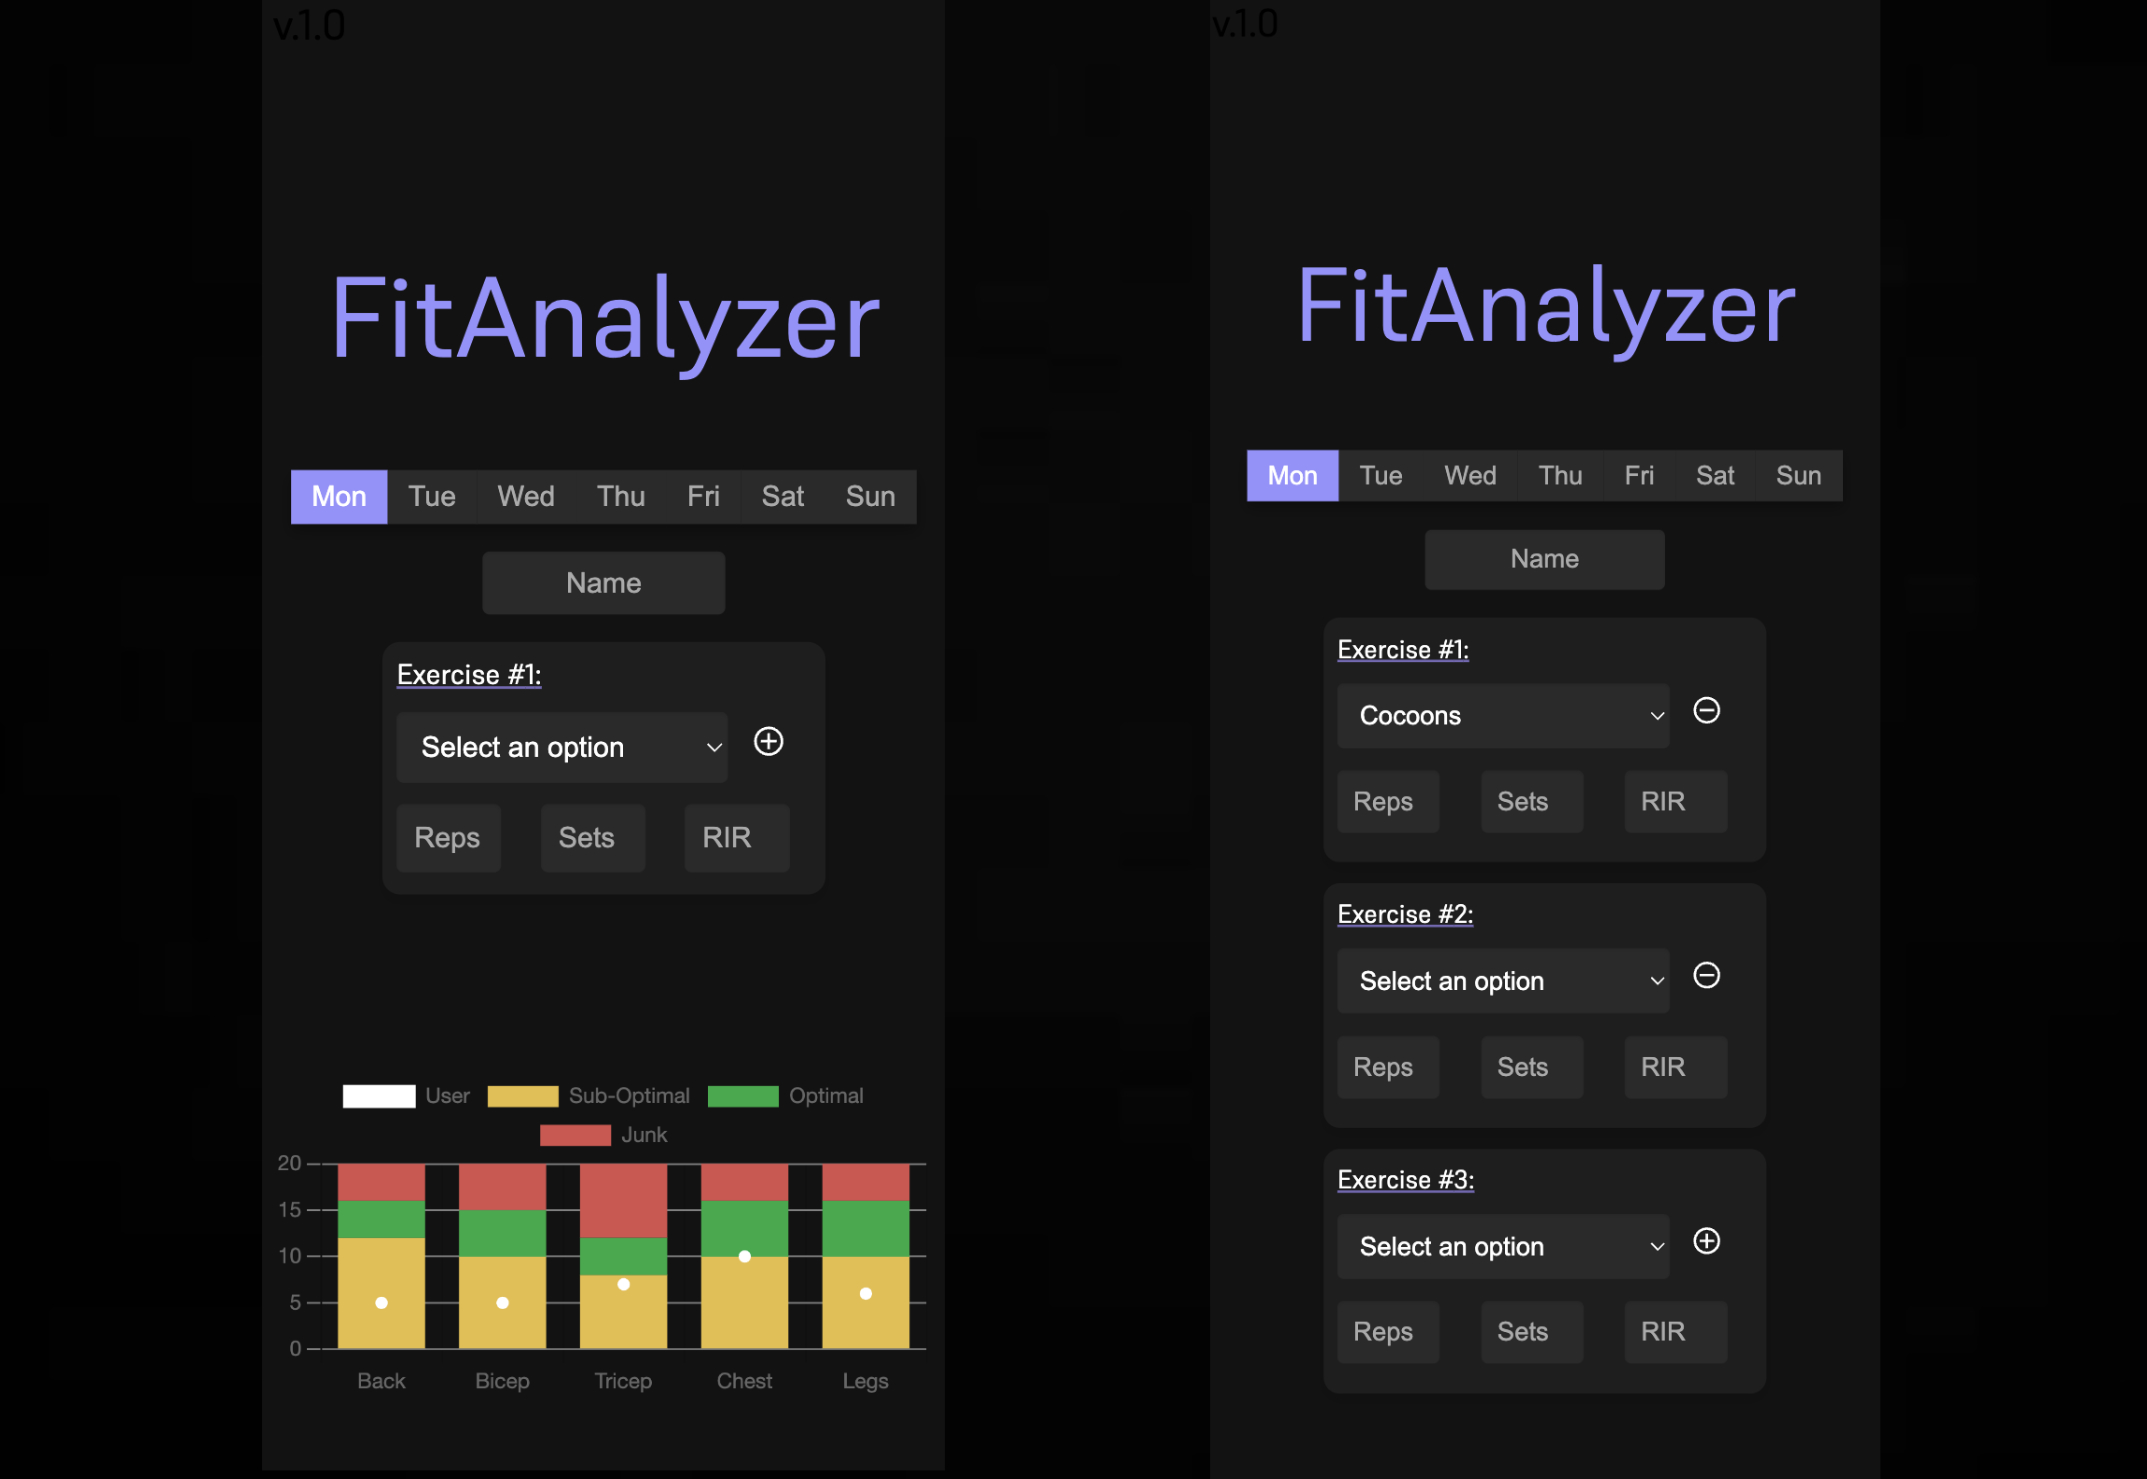 v.1.0
FitAnalyzer
Mon Tue Wed Thu Fri Sat Sun
Name
Exercise #1:
Select an option
Reps Sets RIR
User Sub-Optimal Optimal
Junk
20
15
10
5
0
Back Bicep Tricep Chest Legs
v.1.0
FitAnalyzer
Mon Tue Wed Thu Fri Sat Sun
Name
Exercise #1:
Cocoons
Reps Sets RIR
Exercise #2:
Select an option
Reps Sets RIR
Exercise #3:
Select an option
Reps Sets RIR